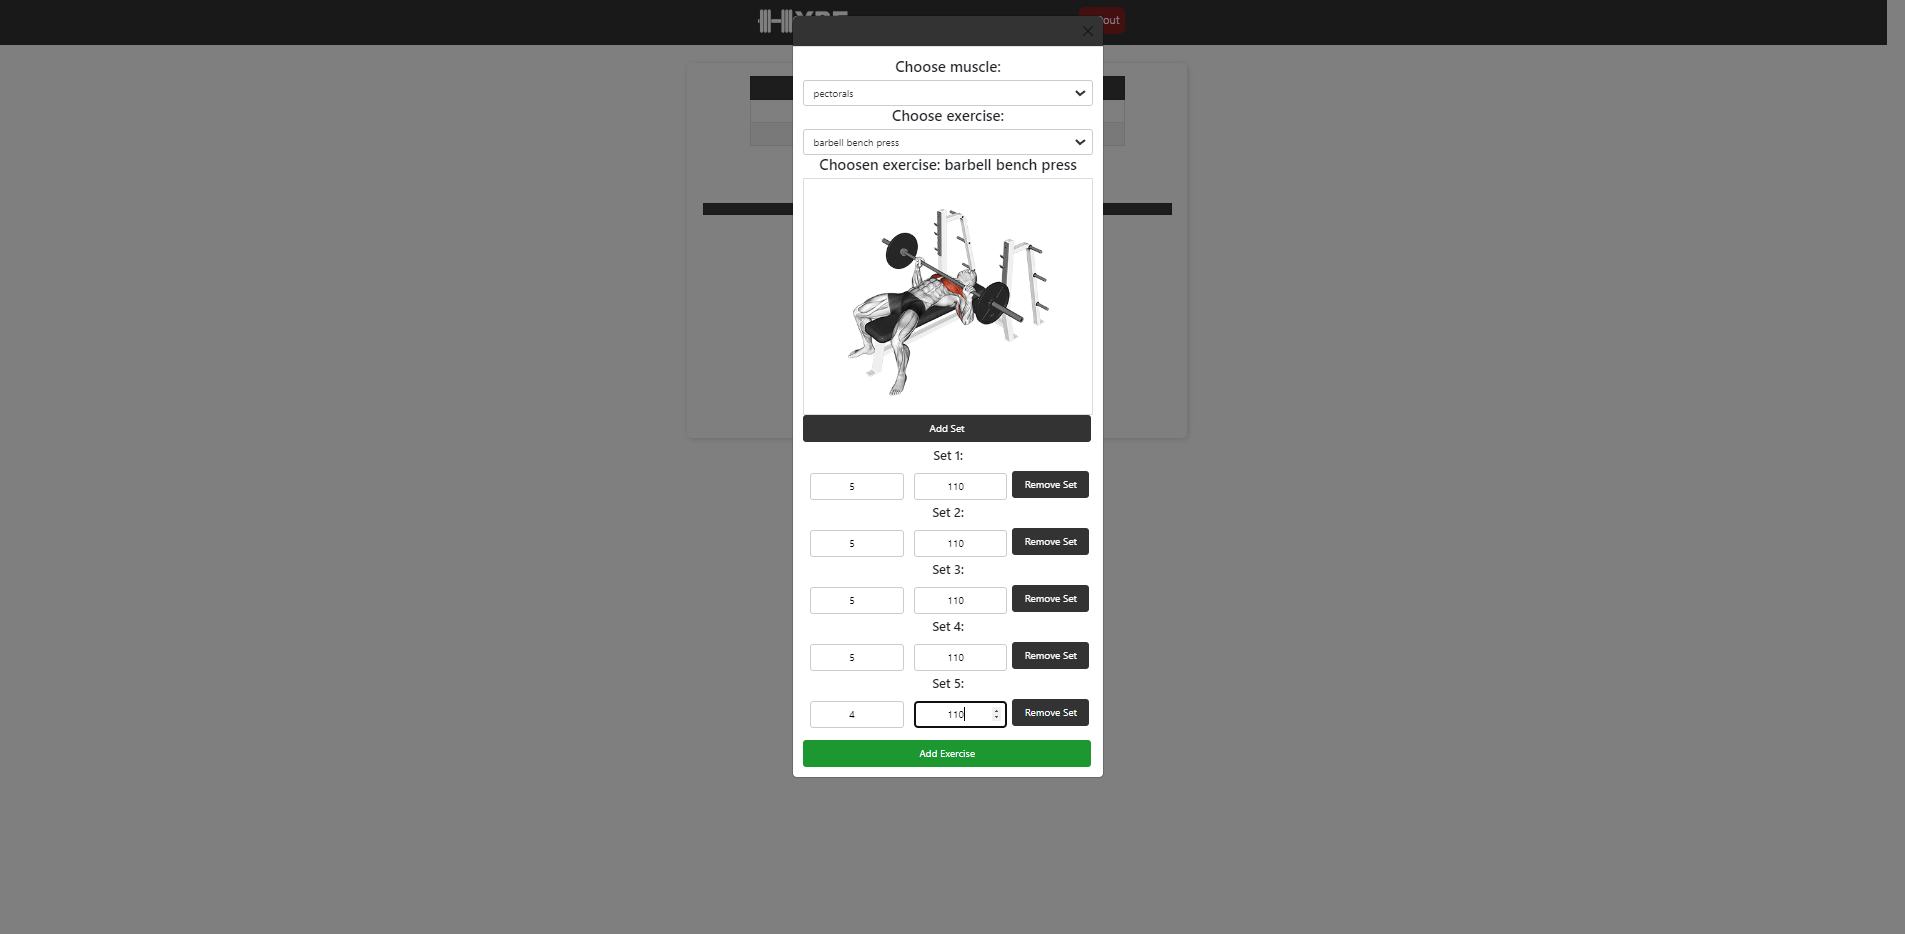 out
Choose muscle:
pectorals
Choose exercise:
barbell bench press
Choosen exercise: barbell bench press
Add Set
Set 1:
5 110 Remove Set
Set 2:
5 110 Remove Set
Set 3:
5 110 Remove Set
Set 4:
5 110 Remove Set
Set 5:
4 110 Remove Set
Add Exercise